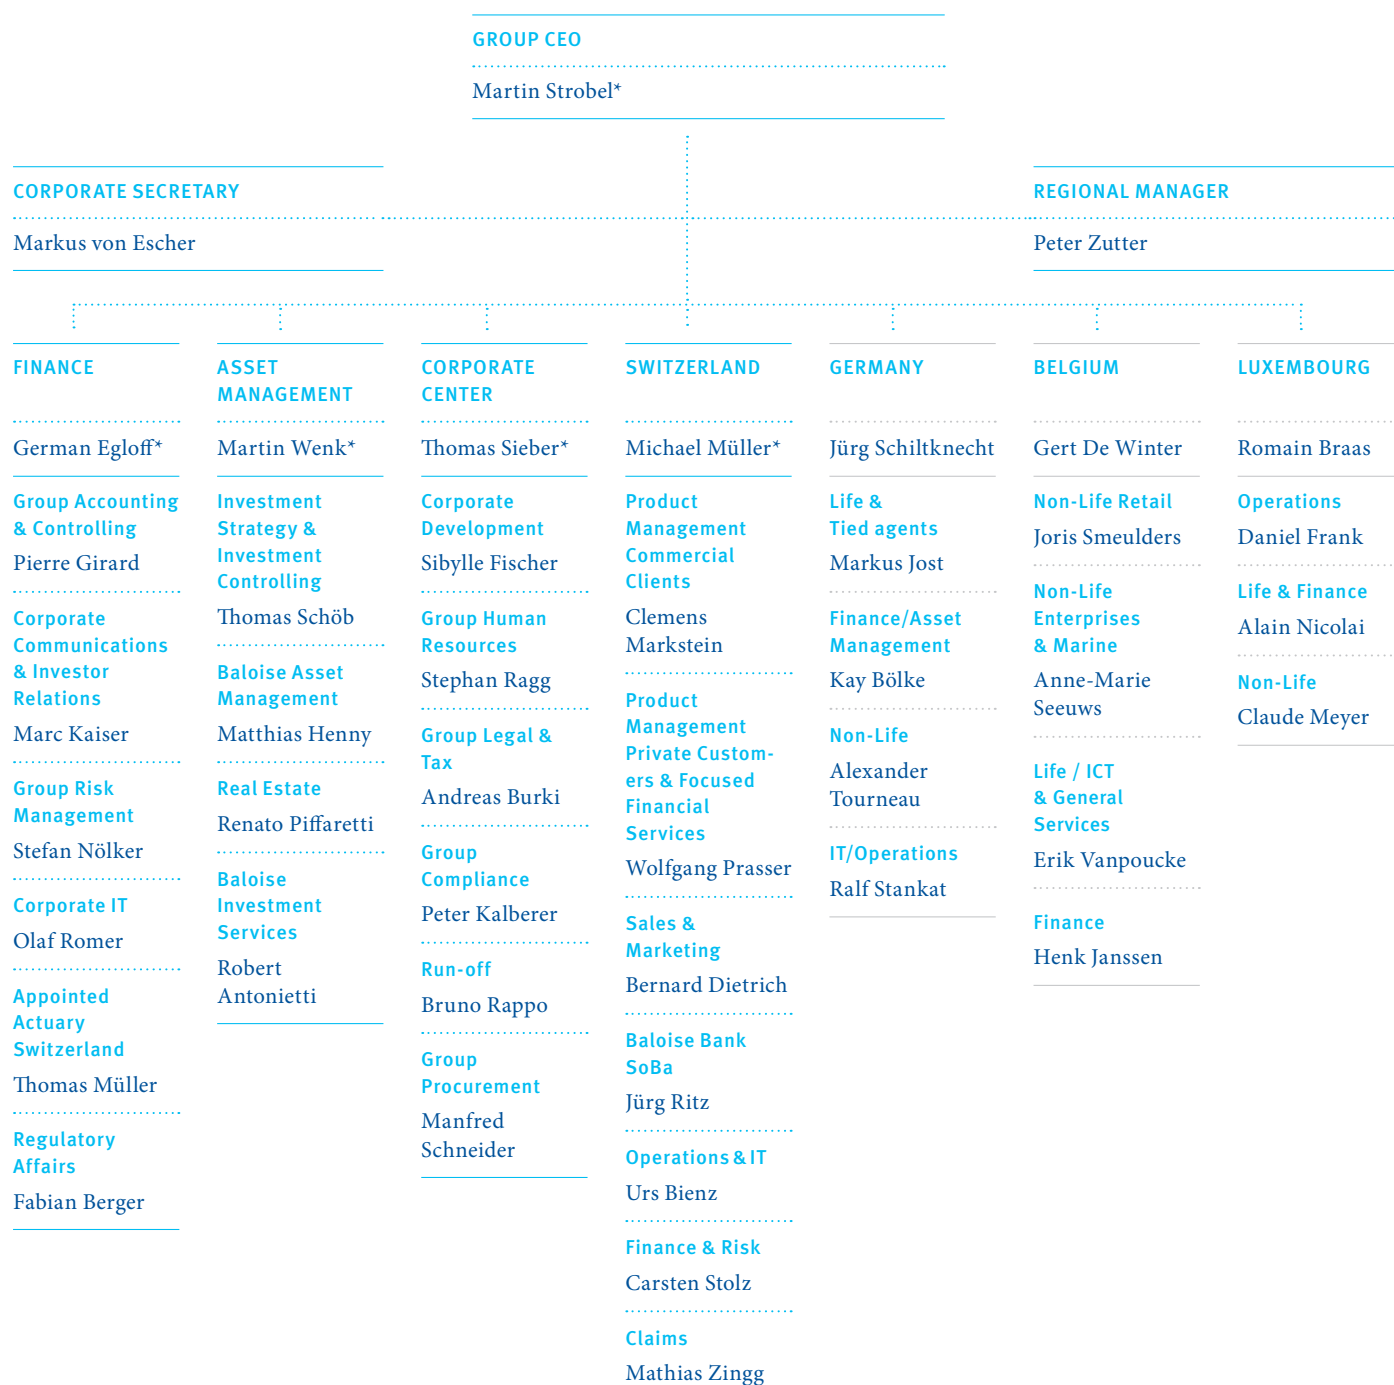 GROUP CEO
Martin Strobel*
CORPORATE SECRETARY
Markus von Escher
REGIONAL MANAGER
Peter Zutter
FINANCE
German Egloff*
Group Accounting
& Controlling
Pierre Girard
Corporate
Communications
& Investor
Relations
Marc Kaiser
Group Risk
Management
Stefan Nölker
Corporate IT
Olaf Romer
Appointed
Actuary
Switzerland
Thomas Müller
Regulatory
Affairs
Fabian Berger
ASSET
MANAGEMENT
Martin Wenk*
Investment
Strategy &
Investment
Controlling
Thomas Schöb
Baloise Asset
Management
Matthias Henny
Real Estate
Renato Piffaretti
Baloise
Investment
Services
Robert
Antonietti
CORPORATE
CENTER
Thomas Sieber*
Corporate
Development
Sibylle Fischer
Group Human
Resources
Stephan Ragg
Group Legal &
Tax
Andreas Burki
Group
Compliance
Peter Kalberer
Run-off
Bruno Rappo
Group
Procurement
Manfred
Schneider
SWITZERLAND
Michael Müller*
Product
Management
Commercial
Clients
Clemens
Markstein
Product
Management
Private Custom-
ers & Focused
Financial
Services
Wolfgang Prasser
Sales &
Marketing
Bernard Dietrich
Baloise Bank
SoBa
Jürg Ritz
Operations & IT
Urs Bienz
Finance & Risk
Carsten Stolz
Claims
Mathias Zingg
GERMANY
Jürg Schiltknecht
Life &
Tied agents
Markus Jost
Finance/Asset
Management
Kay Bölke
Non-Life
Alexander
Tourneau
IT/Operations
Ralf Stankat
BELGIUM
Gert De Winter
Non-Life Retail
Joris Smeulders
Non-Life
Enterprises
& Marine
Anne-Marie
Seeuws
Life / ICT
& General
Services
Erik Vanpoucke
Finance
Henk Janssen
LUXEMBOURG
Romain Braas
Operations
Daniel Frank
Life & Finance
Alain Nicolai
Non-Life
Claude Meyer